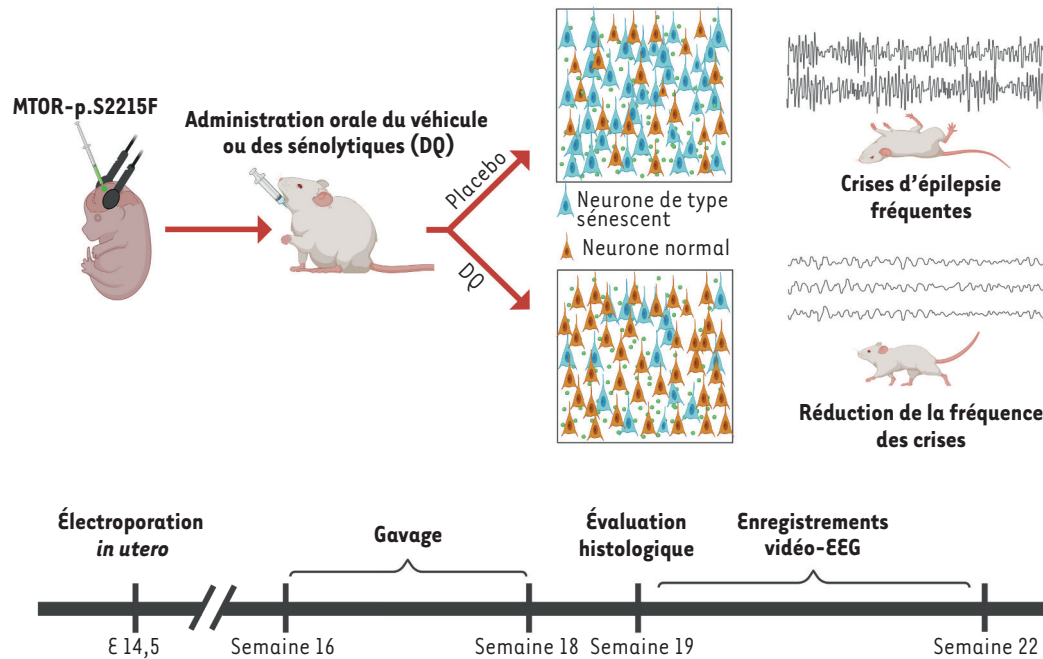 MTOR-p.S2215F
Administration orale du véhicule
ou des sénolytiques (DQ)
Placebo
DQ
Neurone de type
sénescent
Neurone normal
Crises d'épilepsie
fréquentes
Réduction de la fréquence
des crises
Électroporation
in utero
Gavage
Évaluation
histologique
Enregistrements
vidéo-EEG
E 14,5
Semaine 16
Semaine 18
Semaine 19
Semaine 22